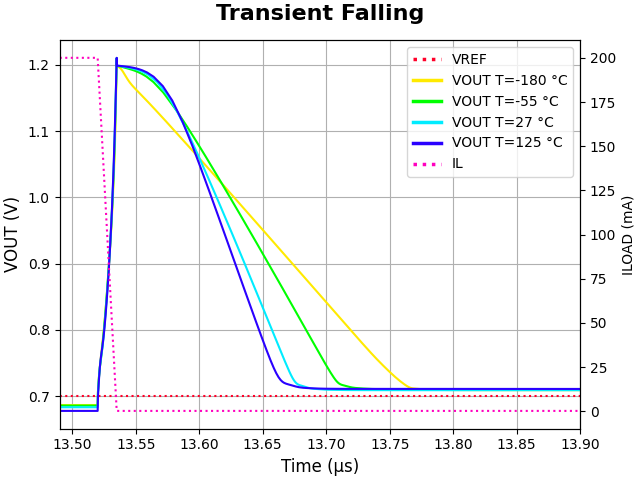 Transient Falling
VREF
VOUT T=-180 °C
VOUT T=-55 °C
VOUT T=27 °C
VOUT T=125 °C
IL
VOUT (V)
1.2
1.1
1.0
0.9
0.8
0.7
200
175
150
125
100
75
50
25
0
ILOAD (mA)
13.50 13.55 13.60 13.65 13.70 13.75 13.80 13.85 13.90
Time (μs)